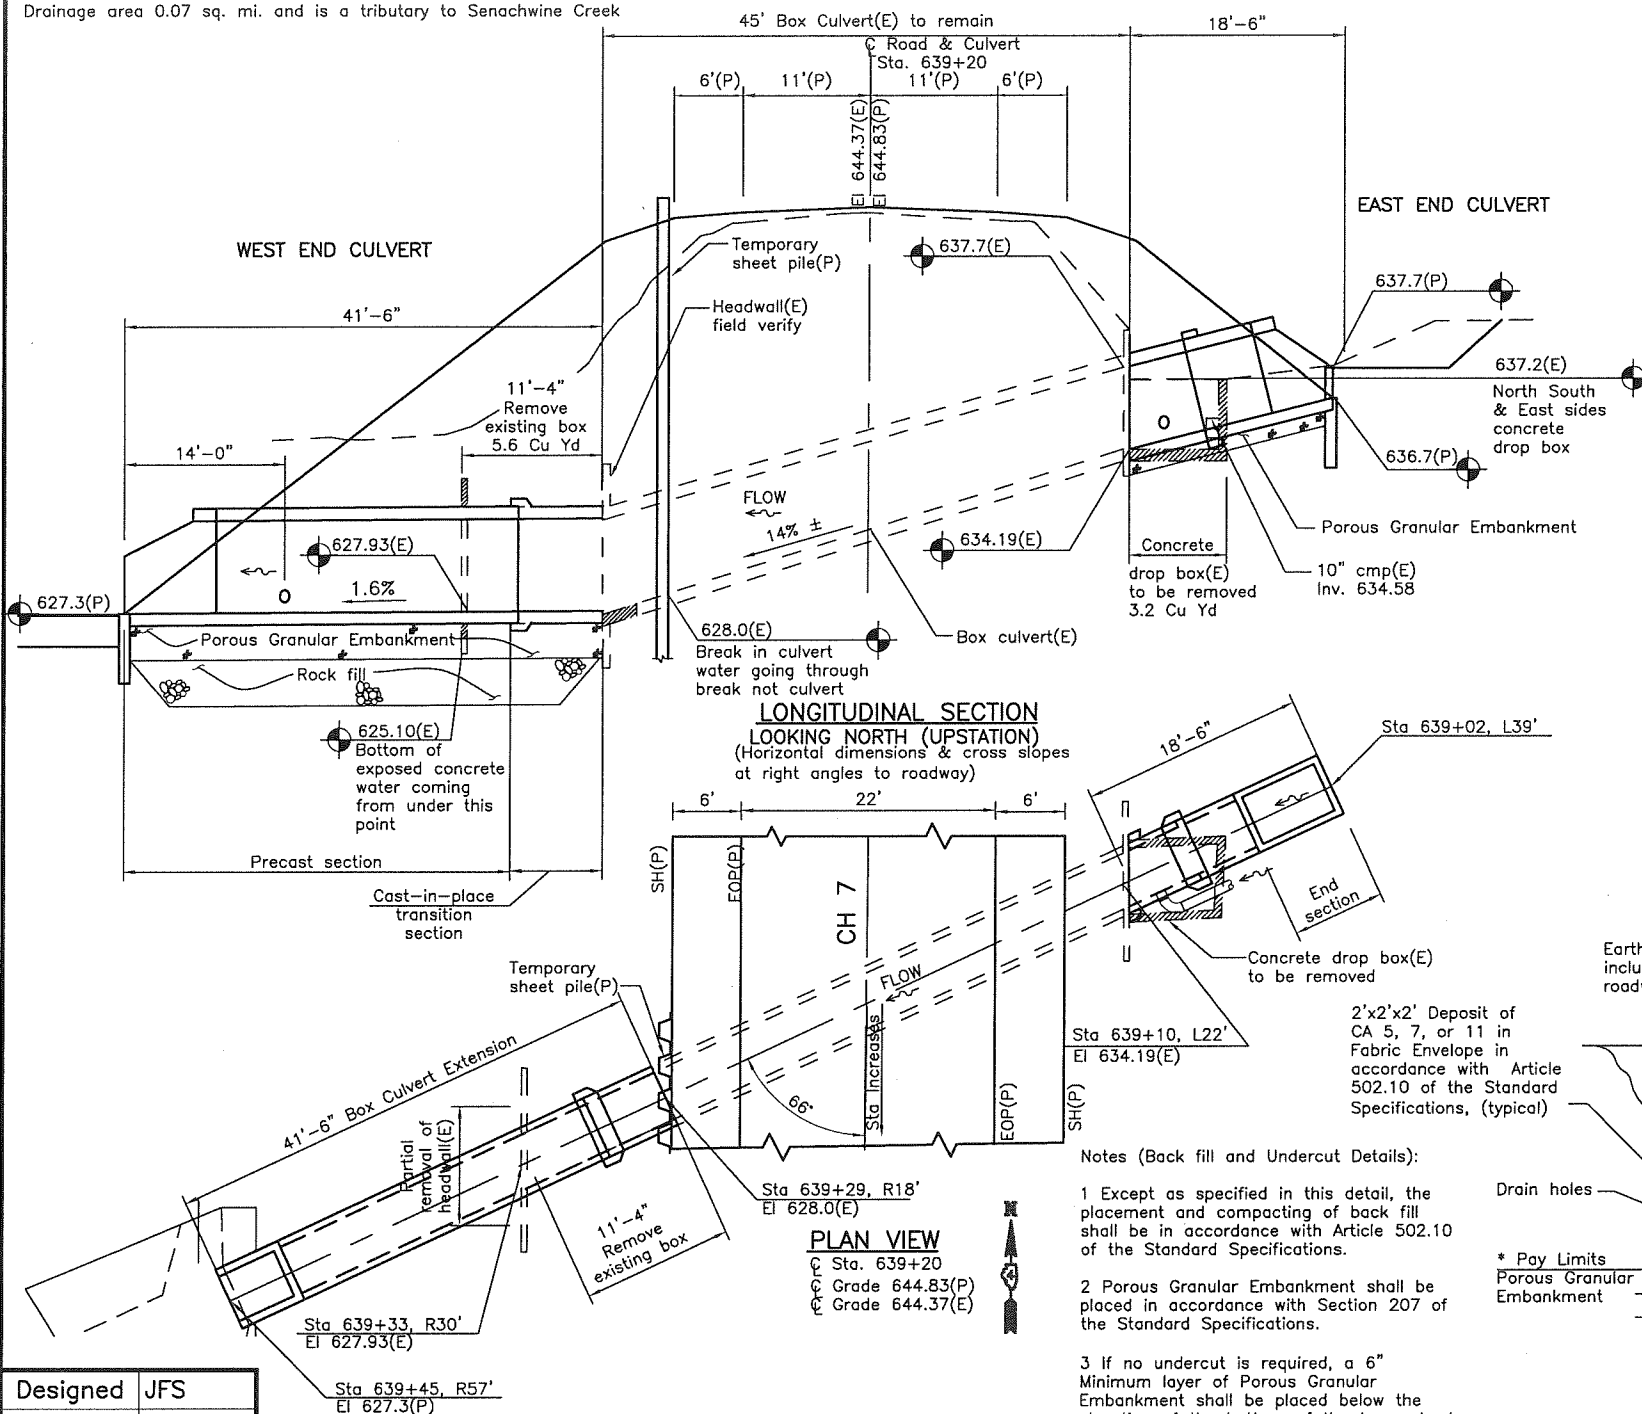 Drainage area 0.07 sq. mi. and is a tributary to Senachwine Creek
45' Box Culvert(E) to remain
18'-6"
℄ Road & Culvert
Sta. 639+20
6'(P)
11'(P)
11'(P)
6'(P)
El 644.37(E)
El 644.83(P)
WEST END CULVERT
EAST END CULVERT
Temporary
sheet pile(P)
637.7(E)
637.7(P)
Headwall(E)
field verify
41'-6"
637.2(E)
North South
& East sides
concrete
drop box
11'-4"
Remove
existing box
5.6 Cu Yd
14'-0"
636.7(P)
FLOW
14% ±
Porous Granular Embankment
627.93(E)
634.19(E)
Concrete
drop box(E)
to be removed
3.2 Cu Yd
10" cmp(E)
Inv. 634.58
1.6%
627.3(P)
Porous Granular Embankment
628.0(E)
Break in culvert
water going through
break not culvert
Box culvert(E)
Rock fill
LONGITUDINAL SECTION
LOOKING NORTH (UPSTATION)
(Horizontal dimensions & cross slopes
at right angles to roadway)
625.10(E)
Bottom of
exposed concrete
water coming
from under this
point
18'-6"
Sta 639+02, L39'
6'
22'
6'
Precast section
SH(P)
EOP(P)
CH 7
Cast-in-place
transition
section
End
section
Temporary
sheet pile(P)
FLOW
Concrete drop box(E)
to be removed
Earth
inclu
road
2'x2'x2' Deposit of
CA 5, 7, or 11 in
Fabric Envelope in
accordance with Article
502.10 of the Standard
Specifications, (typical)
Sta 639+10, L22'
El 634.19(E)
41'-6" Box Culvert Extension
Sta Increases
66°
EOP(P)
SH(P)
Partial
removal of
headwall(E)
Notes (Back fill and Undercut Details):
Sta 639+29, R18'
El 628.0(E)
1 Except as specified in this detail, the
placement and compacting of back fill
shall be in accordance with Article 502.10
of the Standard Specifications.
Drain holes
11'-4"
Remove
existing box
PLAN VIEW
℄ Sta. 639+20
℄ Grade 644.83(P)
℄ Grade 644.37(E)
N
* Pay Limits
Porous Granular
Embankment
2 Porous Granular Embankment shall be
placed in accordance with Section 207 of
the Standard Specifications.
Sta 639+33, R30'
El 627.93(E)
3 If no undercut is required, a 6"
Minimum layer of Porous Granular
Embankment shall be placed below the
Designed JFS
Sta 639+45, R57'
El 627.3(P)